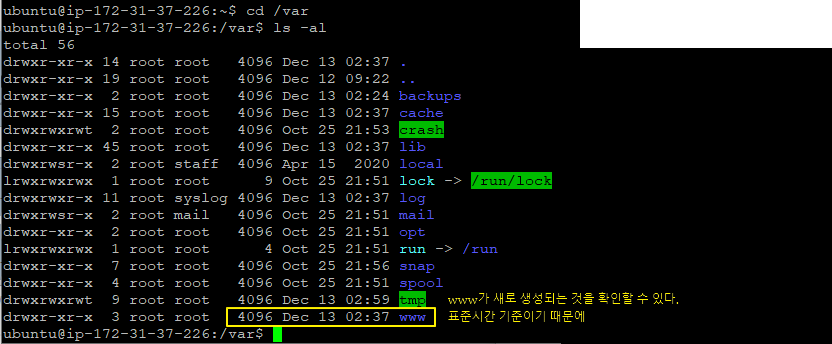 ubuntu@ip-172-31-37-226:~$ cd /var
ubuntu@ip-172-31-37-226:/var$ ls -al
total 56
drwxr-xr-x 14 root root   4096 Dec 13 02:37 .
drwxr-xr-x 19 root root   4096 Dec 12 09:22 ..
drwxr-xr-x  2 root root   4096 Dec 13 02:24 backups
drwxr-xr-x 15 root root   4096 Dec 13 02:37 cache
drwxrwxrwt  2 root root   4096 Oct 25 21:53 crash
drwxr-xr-x 45 root root   4096 Dec 13 02:37 lib
drwxrwsr-x  2 root staff  4096 Apr 15  2020 local
lrwxrwxrwx  1 root root      9 Oct 25 21:51 lock -> /run/lock
drwxrwxr-x 11 root syslog 4096 Dec 13 02:37 log
drwxrwsr-x  2 root mail   4096 Oct 25 21:51 mail
drwxr-xr-x  2 root root   4096 Oct 25 21:51 opt
lrwxrwxrwx  1 root root      4 Oct 25 21:51 run -> /run
drwxr-xr-x  7 root root   4096 Oct 25 21:56 snap
drwxr-xr-x  4 root root   4096 Oct 25 21:51 spool
drwxrwxrwt  9 root root   4096 Dec 13 02:59 tmp www가 새로 생성되는 것을 확인할 수 있다.
drwxr-xr-x  3 root root   4096 Dec 13 02:37 www 표준시간 기준이기 때문에
ubuntu@ip-172-31-37-226:/var$